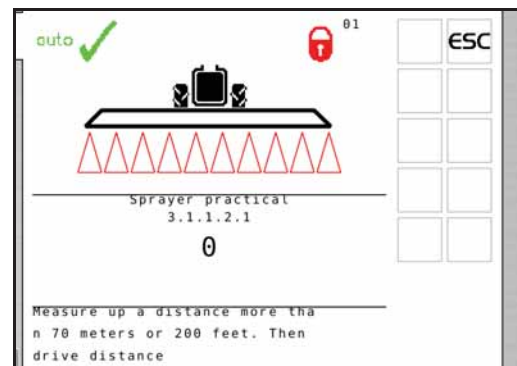 auto
01
ESC
Sprayer practical
3.1.1.2.1
0
Measure up a distance more tha
n 70 meters or 200 feet. Then
drive distance